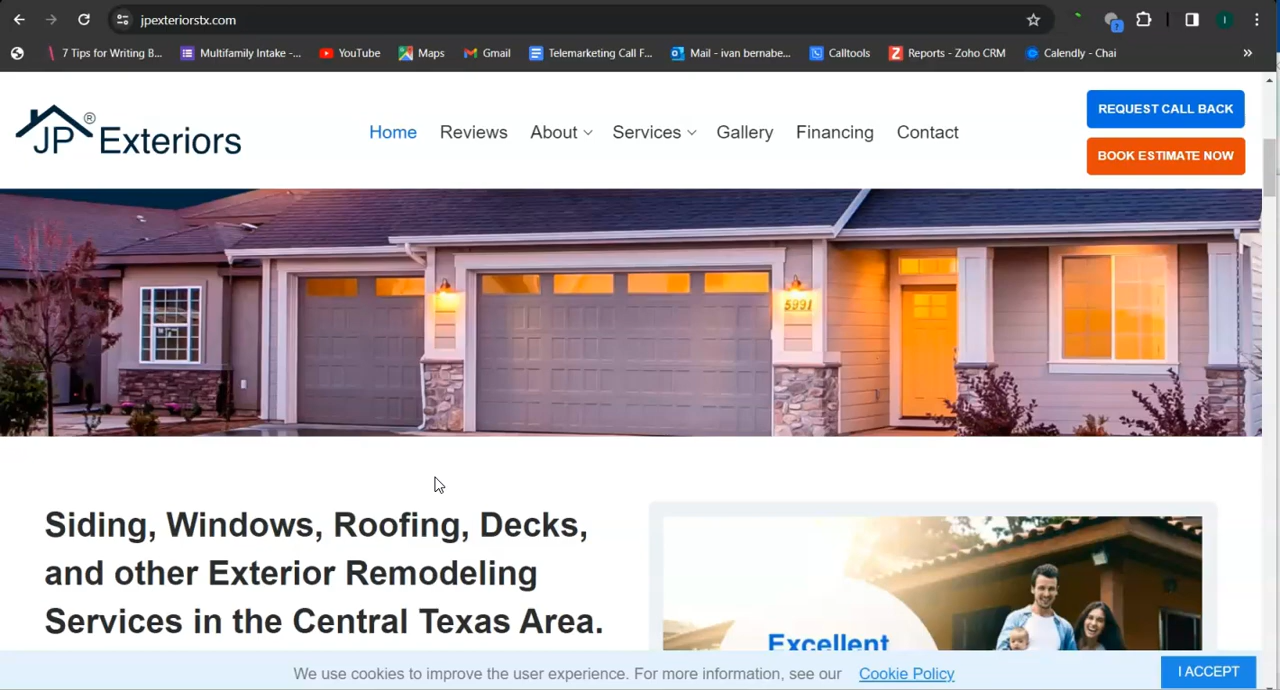 jpexteriorstx.com
7 Tips for Writing B...
Multifamily Intake -...
YouTube
Maps
Gmail
Telemarketing Call F...
Mail - ivan bernabe...
Calltools
Reports - Zoho CRM
Calendly - Chai
»
JP® Exteriors
Home
Reviews
About
Services
Gallery
Financing
Contact
REQUEST CALL BACK
BOOK ESTIMATE NOW
5991
Siding, Windows, Roofing, Decks,
and other Exterior Remodeling
Services in the Central Texas Area.
Excellent
We use cookies to improve the user experience. For more information, see our Cookie Policy
I ACCEPT